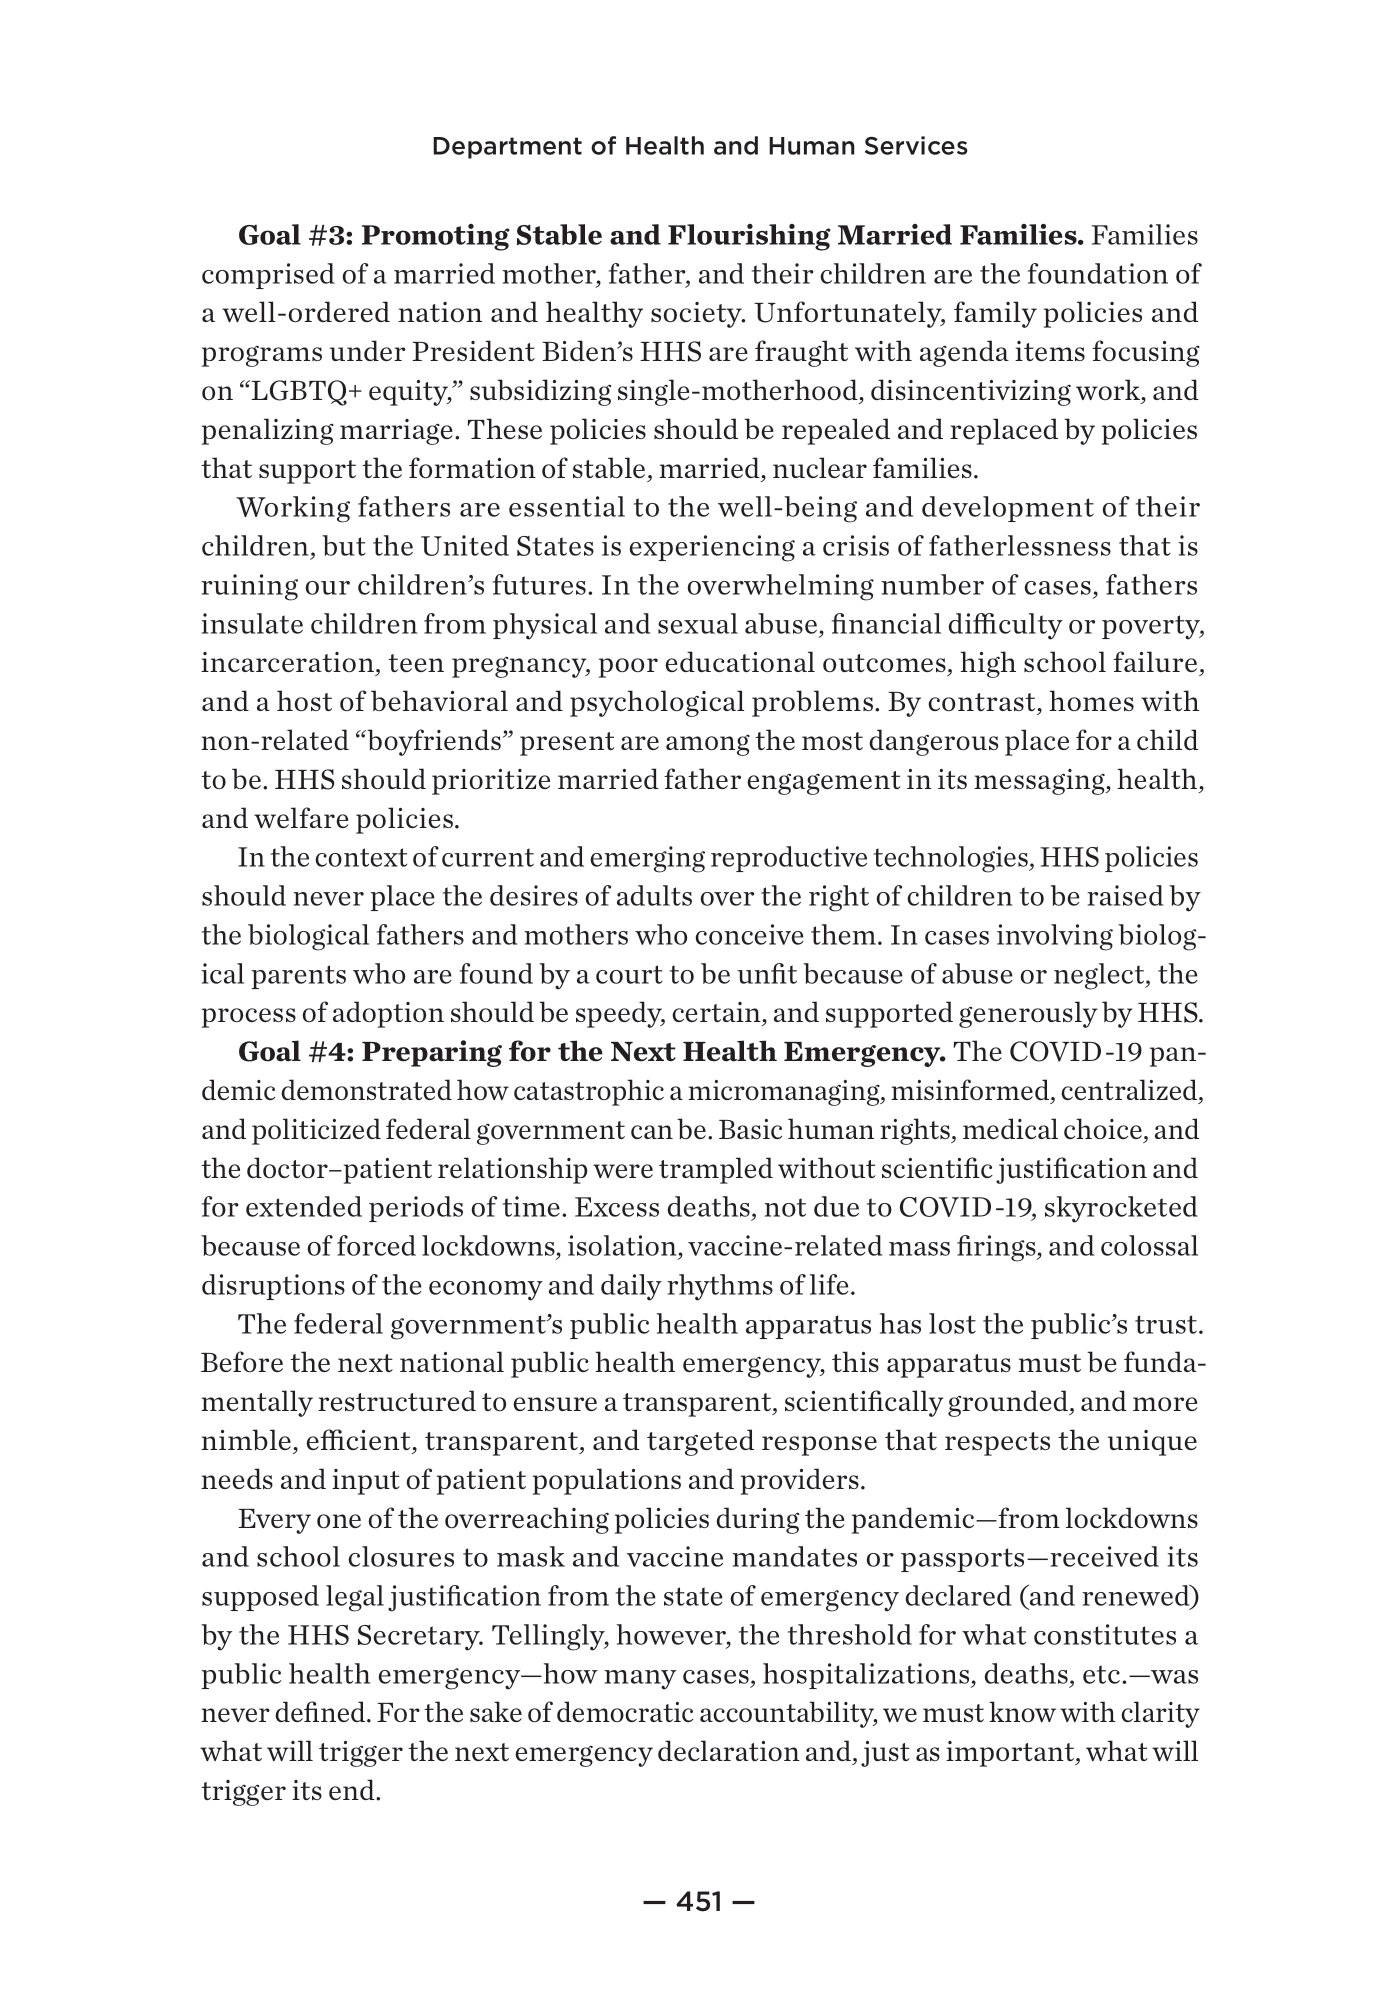 Department of Health and Human Services
Goal #3: Promoting Stable and Flourishing Married Families. Families
comprised of a married mother, father, and their children are the foundation of
a well-ordered nation and healthy society. Unfortunately, family policies and
programs under President Biden’s HHS are fraught with agenda items focusing
on “LGBTQ+ equity,” subsidizing single-motherhood, disincentivizing work, and
penalizing marriage. These policies should be repealed and replaced by policies
that support the formation of stable, married, nuclear families.
Working fathers are essential to the well-being and development of their
children, but the United States is experiencing a crisis of fatherlessness that is
ruining our children’s futures. In the overwhelming number of cases, fathers
insulate children from physical and sexual abuse, financial difficulty or poverty,
incarceration, teen pregnancy, poor educational outcomes, high school failure,
and a host of behavioral and psychological problems. By contrast, homes with
non-related “boyfriends” present are among the most dangerous place for a child
to be. HHS should prioritize married father engagement in its messaging, health,
and welfare policies.
In the context of current and emerging reproductive technologies, HHS policies
should never place the desires of adults over the right of children to be raised by
the biological fathers and mothers who conceive them. In cases involving biolog-
ical parents who are found by a court to be unfit because of abuse or neglect, the
process of adoption should be speedy, certain, and supported generously by HHS.
Goal #4: Preparing for the Next Health Emergency. The COVID-19 pan-
demic demonstrated how catastrophic a micromanaging, misinformed, centralized,
and politicized federal government can be. Basic human rights, medical choice, and
the doctor–patient relationship were trampled without scientific justification and
for extended periods of time. Excess deaths, not due to COVID-19, skyrocketed
because of forced lockdowns, isolation, vaccine-related mass firings, and colossal
disruptions of the economy and daily rhythms of life.
The federal government’s public health apparatus has lost the public’s trust.
Before the next national public health emergency, this apparatus must be funda-
mentally restructured to ensure a transparent, scientifically grounded, and more
nimble, efficient, transparent, and targeted response that respects the unique
needs and input of patient populations and providers.
Every one of the overreaching policies during the pandemic—from lockdowns
and school closures to mask and vaccine mandates or passports—received its
supposed legal justification from the state of emergency declared (and renewed)
by the HHS Secretary. Tellingly, however, the threshold for what constitutes a
public health emergency—how many cases, hospitalizations, deaths, etc.—was
never defined. For the sake of democratic accountability, we must know with clarity
what will trigger the next emergency declaration and, just as important, what will
trigger its end.
— 451 —